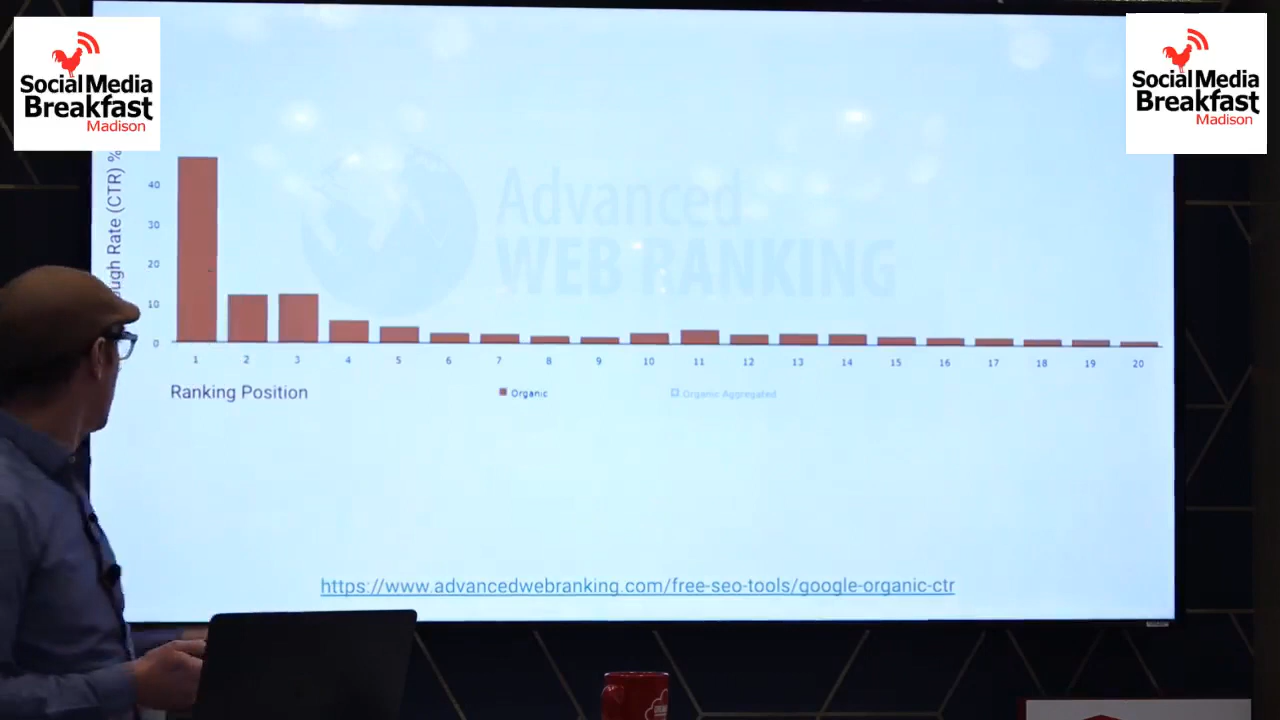 Social Media
Breakfast
Madison
Social Media
Breakfast
Madison
Rate (CTR) %
40
30
20
10
0
Advanced
WEB RANKING
1 2 3 4 5 6 7 8 9 10 11 12 13 14 15 16 17 18 19 20
Ranking Position
Organic
Organic Aggregated
https://www.advancedwebranking.com/free-seo-tools/google-organic-ctr